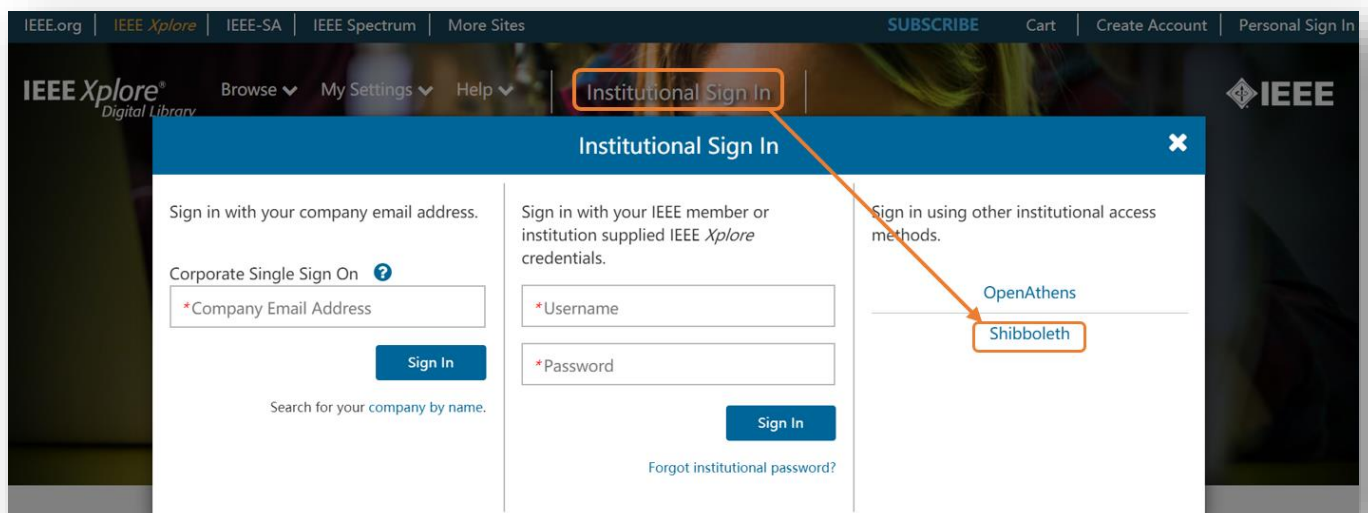 IEEE.org | IEEE Xplore | IEEE-SA | IEEE Spectrum | More Sites
SUBSCRIBE Cart | Create Account | Personal Sign In
IEEE Xplore®
Digital Library
Browse My Settings Help
Institutional Sign In
IEEE
Institutional Sign In
Sign in with your company email address.
Corporate Single Sign On ?
*Company Email Address
Sign In
Search for your company by name.
Sign in with your IEEE member or
institution supplied IEEE Xplore
credentials.
*Username
*Password
Sign In
Forgot institutional password?
Sign in using other institutional access
methods.
OpenAthens
Shibboleth